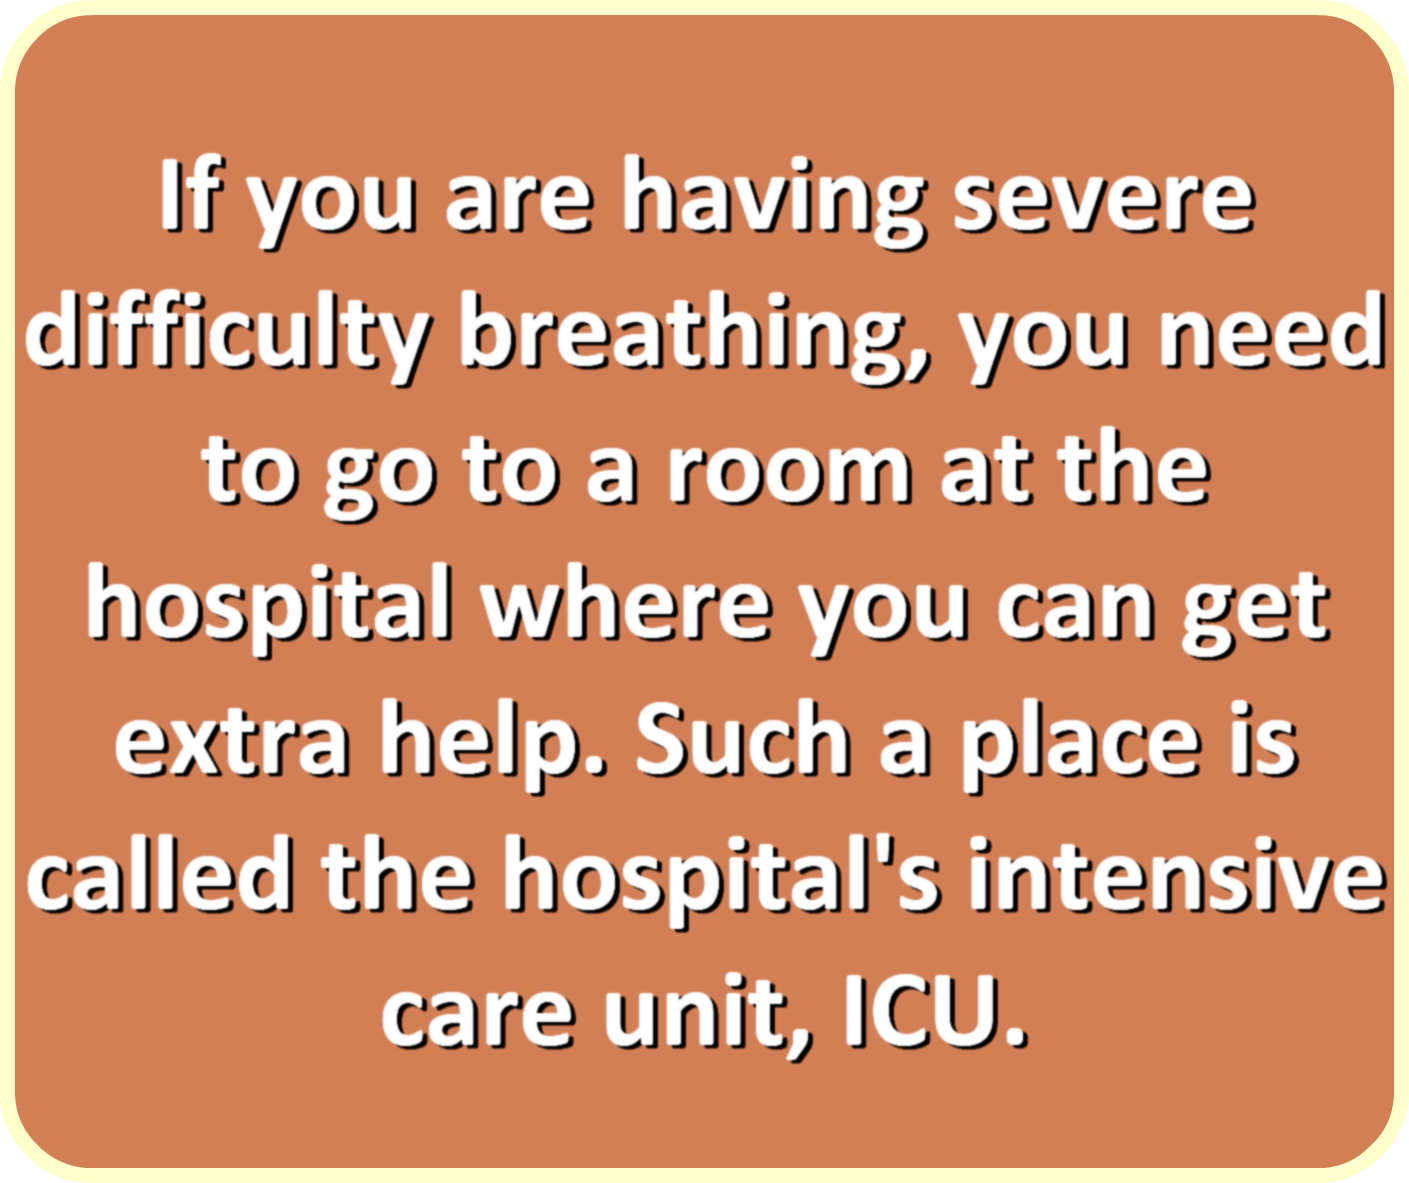 If you are having severe
difficulty breathing, you need
to go to a room at the
hospital where you can get
extra help. Such a place is
called the hospital's intensive
care unit, ICU.